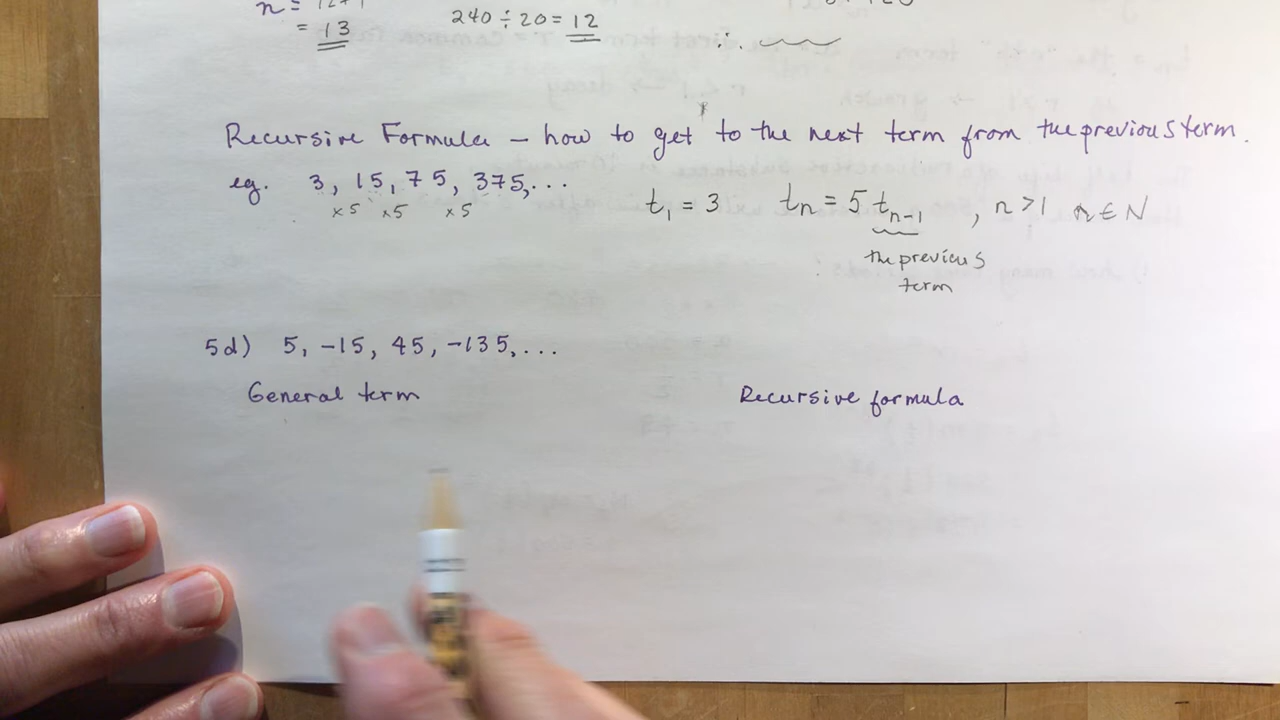 n =
= 13
240 ÷ 20 = 12
∴
Recursive Formula – how to get to the next term from the previous term.
eg. 3, 15, 75, 375, ...
×5 ×5 ×5
t₁ = 3 tₙ = 5 tₙ₋₁ , n > 1 n ∈ N
the previous
term
5d) 5, -15, 45, -135, ...
General term
Recursive formula